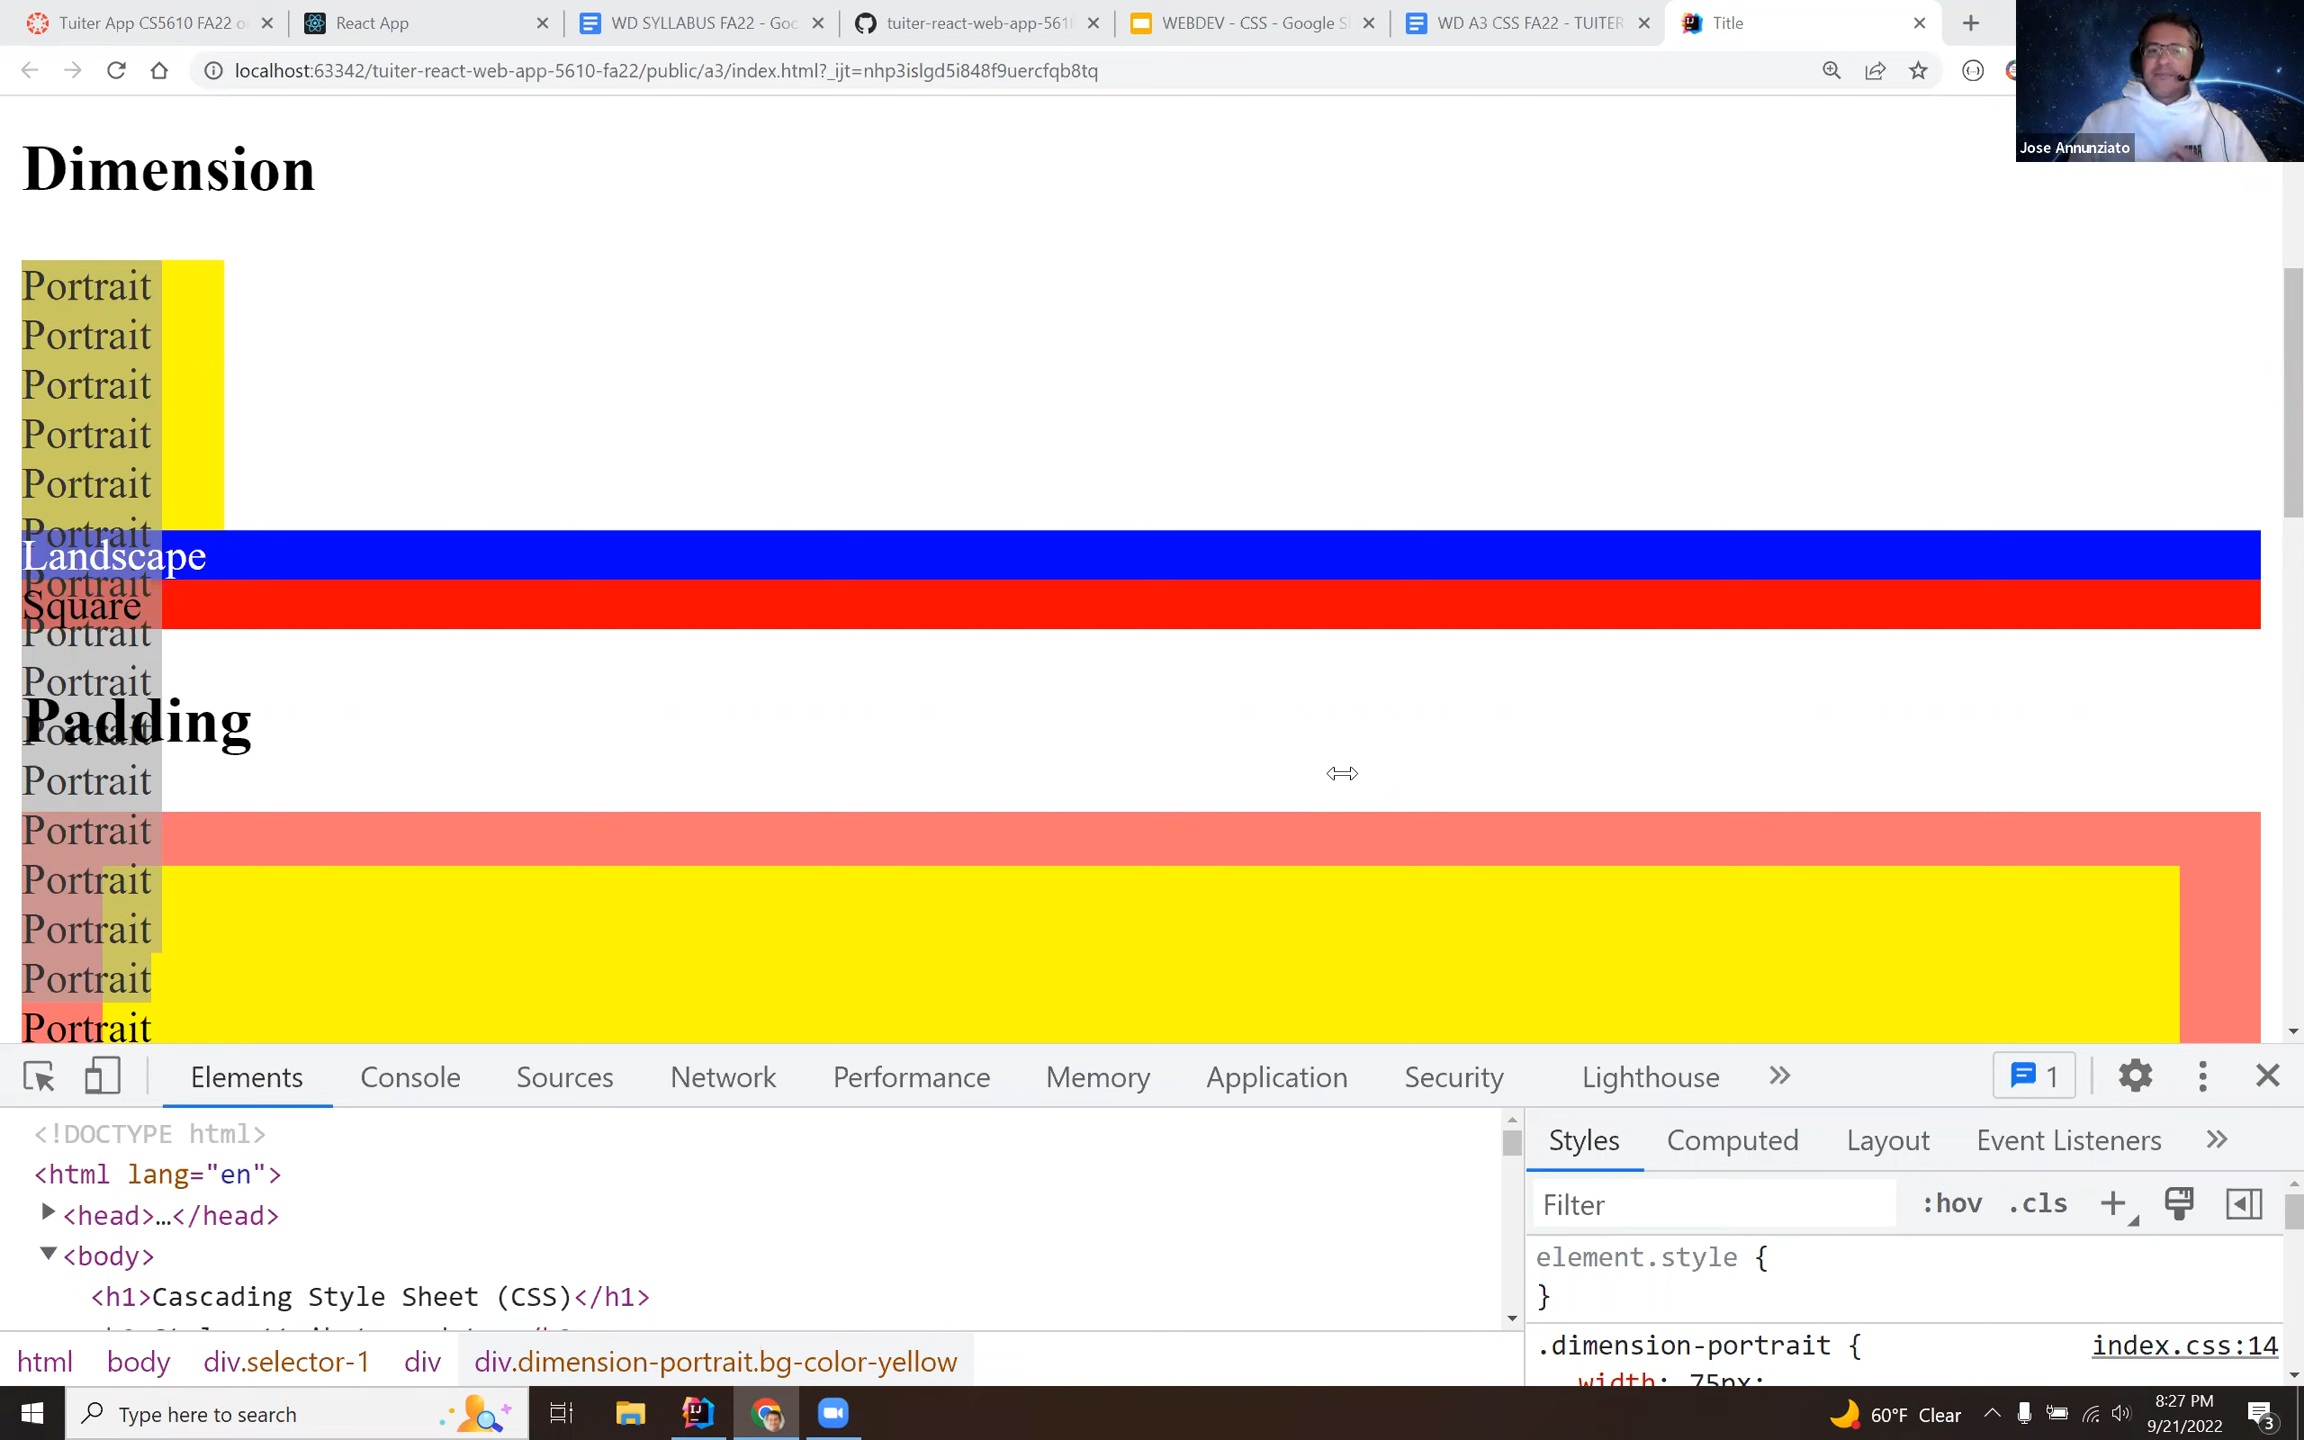 Tuiter App CS5610 FA22 o
React App
WD SYLLABUS FA22 - Goo
tuiter-react-web-app-561
WEBDEV - CSS - Google S
WD A3 CSS FA22 - TUITER
Title
localhost:63342/tuiter-react-web-app-5610-fa22/public/a3/index.html?_ijt=nhp3islgd5i848f9uercfqb8tq
Jose Annunziato
Dimension
Portrait
Portrait
Portrait
Portrait
Portrait
Portrait
Landscape
Portrait
Square
Portrait
Portrait
Padding
Portrait
Portrait
Portrait
Portrait
Portrait
Portrait
Portrait
Elements Console Sources Network Performance Memory Application Security Lighthouse
1
<!DOCTYPE html>
<html lang="en">
<head>…</head>
<body>
<h1>Cascading Style Sheet (CSS)</h1>
html body div.selector-1 div div.dimension-portrait.bg-color-yellow
Styles Computed Layout Event Listeners
Filter :hov .cls
element.style {
}
.dimension-portrait { index.css:14
width: 75px;
Type here to search
60°F Clear
8:27 PM
9/21/2022
3